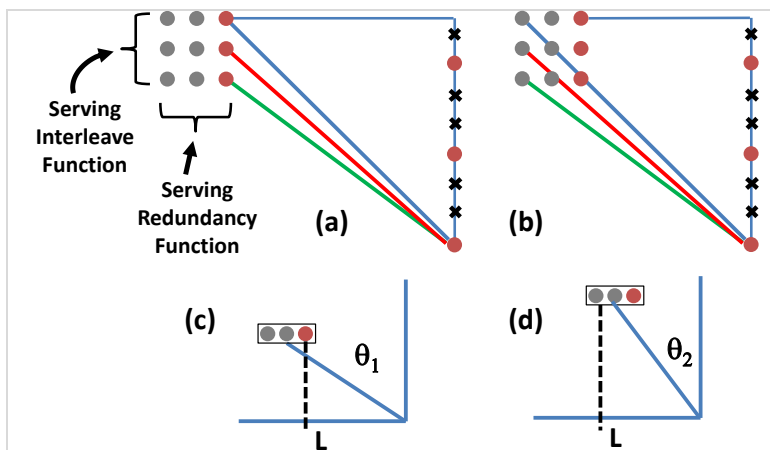 Serving
Interleave
Function
Serving
Redundancy
Function
(a)
(b)
(c)
θ1
L
(d)
θ2
L